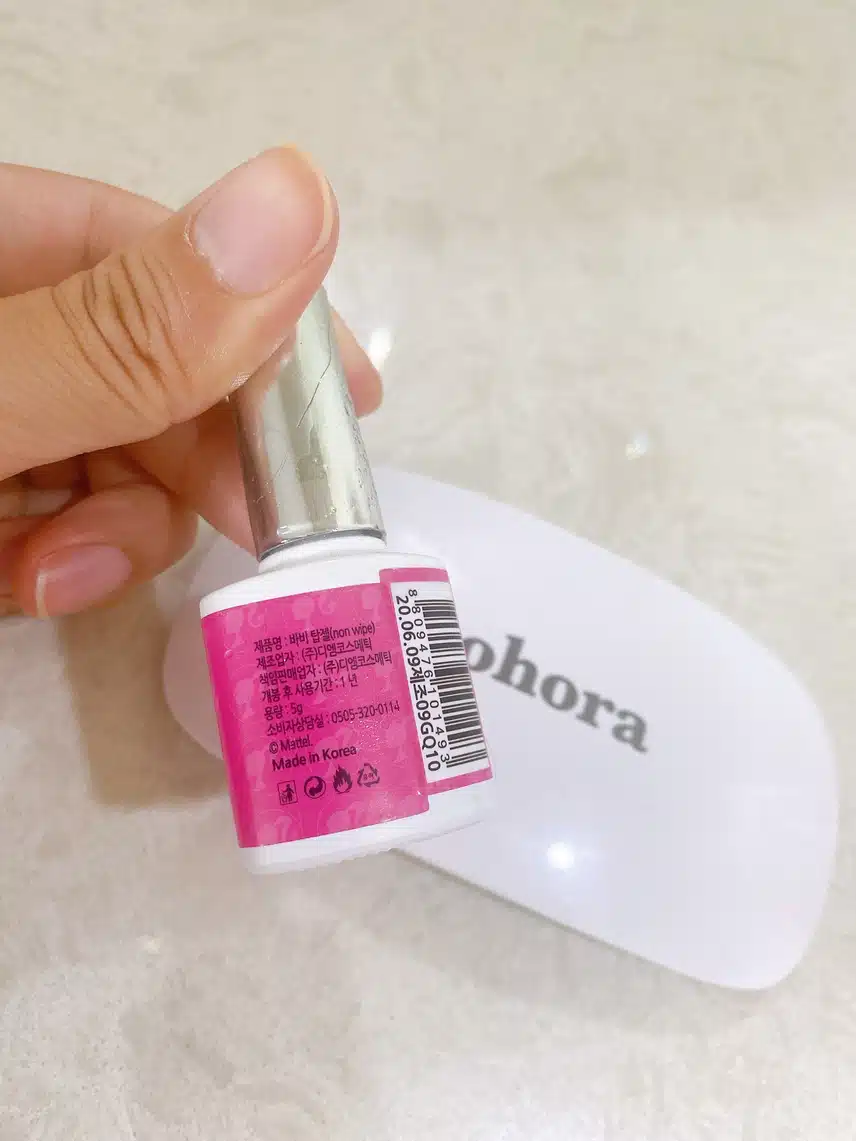 제품명 : 바비 탑젤(non wipe)
제조업자 : (주)디엠코스메틱
책임판매업자 : (주)디엠코스메틱
개봉 후 사용기간 : 1 년
용량 : 5g
소비자상담실 : 0505-320-0114
© Mattel.
Made in Korea
8809476101493
20.06.09제조09GQ10
ohora